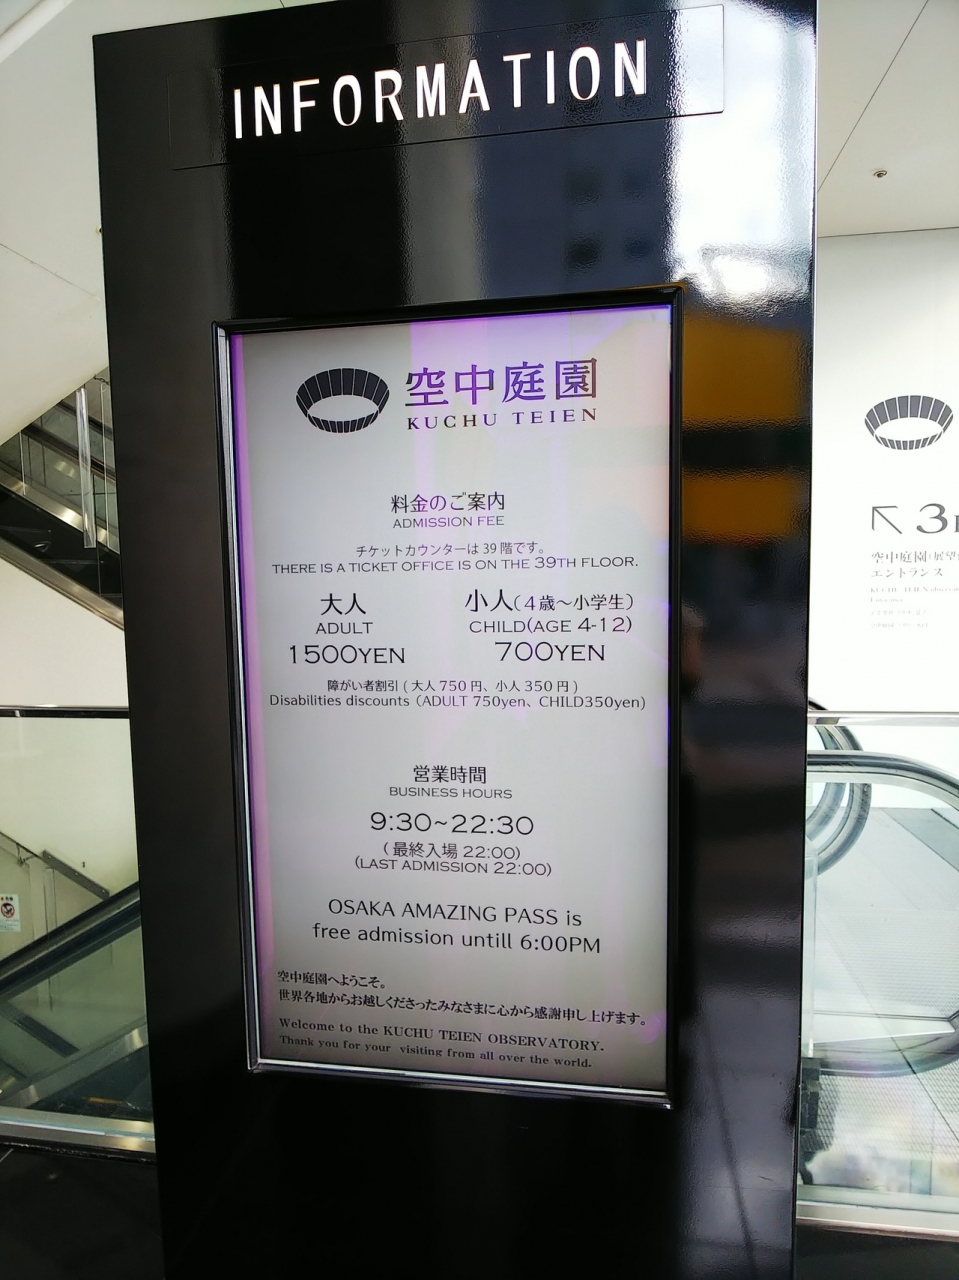 INFORMATION
空中庭園
KUCHU TEIEN
料金のご案内
ADMISSION FEE
チケットカウンターは39階です。
THERE IS A TICKET OFFICE IS ON THE 39TH FLOOR.
大人
ADULT
1500YEN
小人(4歳〜小学生)
CHILD(AGE 4-12)
700YEN
障がい者割引(大人750円、小人350円)
Disabilities discounts (ADULT 750yen、CHILD350yen)
営業時間
BUSINESS HOURS
9:30~22:30
(最終入場 22:00)
(LAST ADMISSION 22:00)
OSAKA AMAZING PASS is
free admission untill 6:00PM
空中庭園へようこそ。
世界各地からお越しくださったみなさまに心から感謝申し上げます。
Welcome to the KUCHU TEIEN OBSERVATORY.
Thank you for your visiting from all over the world.
↖ 3
空中庭園(展望
エントランス
KUCHU TEIEN